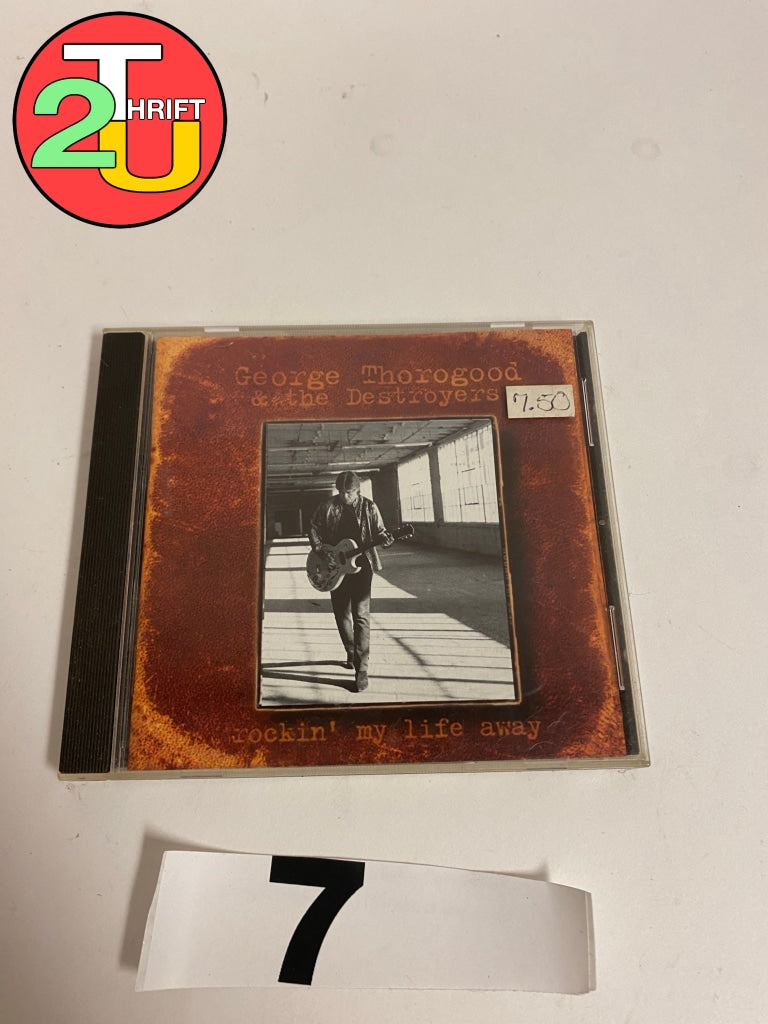 THRIFT
2U
George Thorogood
& the Destroyers
7.50
rockin' my life away
7